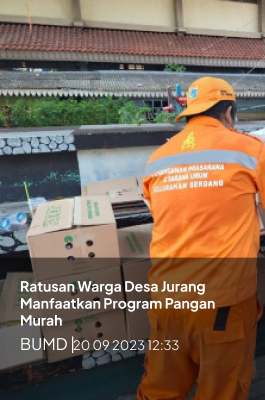 PENANGANAN PRASARANA
& SARANA UMUM
KELURAHAN SERDANG
Ratusan Warga Desa Jurang
Manfaatkan Program Pangan
Murah
BUMD |20 09 2023 12:33